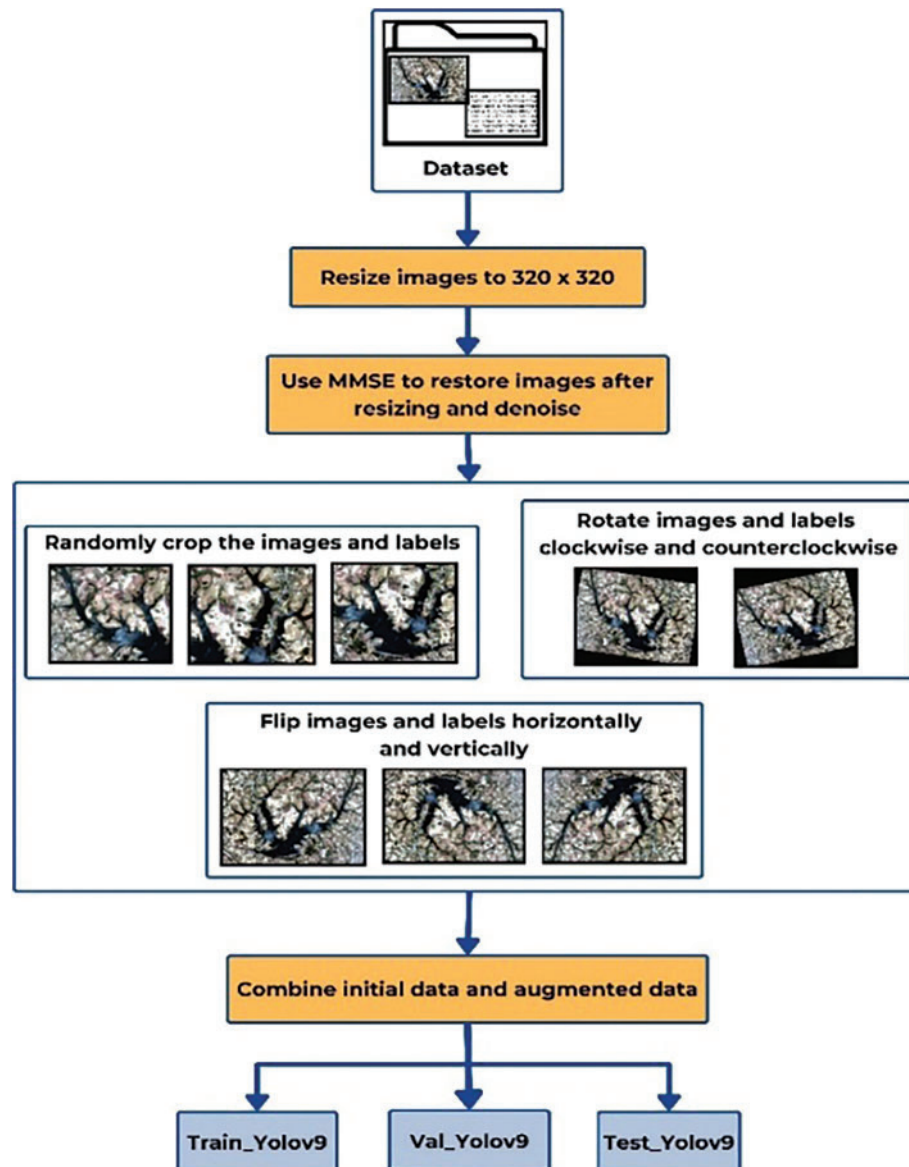 Dataset
Resize images to 320 x 320
Use MMSE to restore images after
resizing and denoise
Randomly crop the images and labels
Rotate images and labels
clockwise and counterclockwise
Flip images and labels horizontally
and vertically
Combine initial data and augmented data
Train_Yolov9
Val_Yolov9
Test_Yolov9